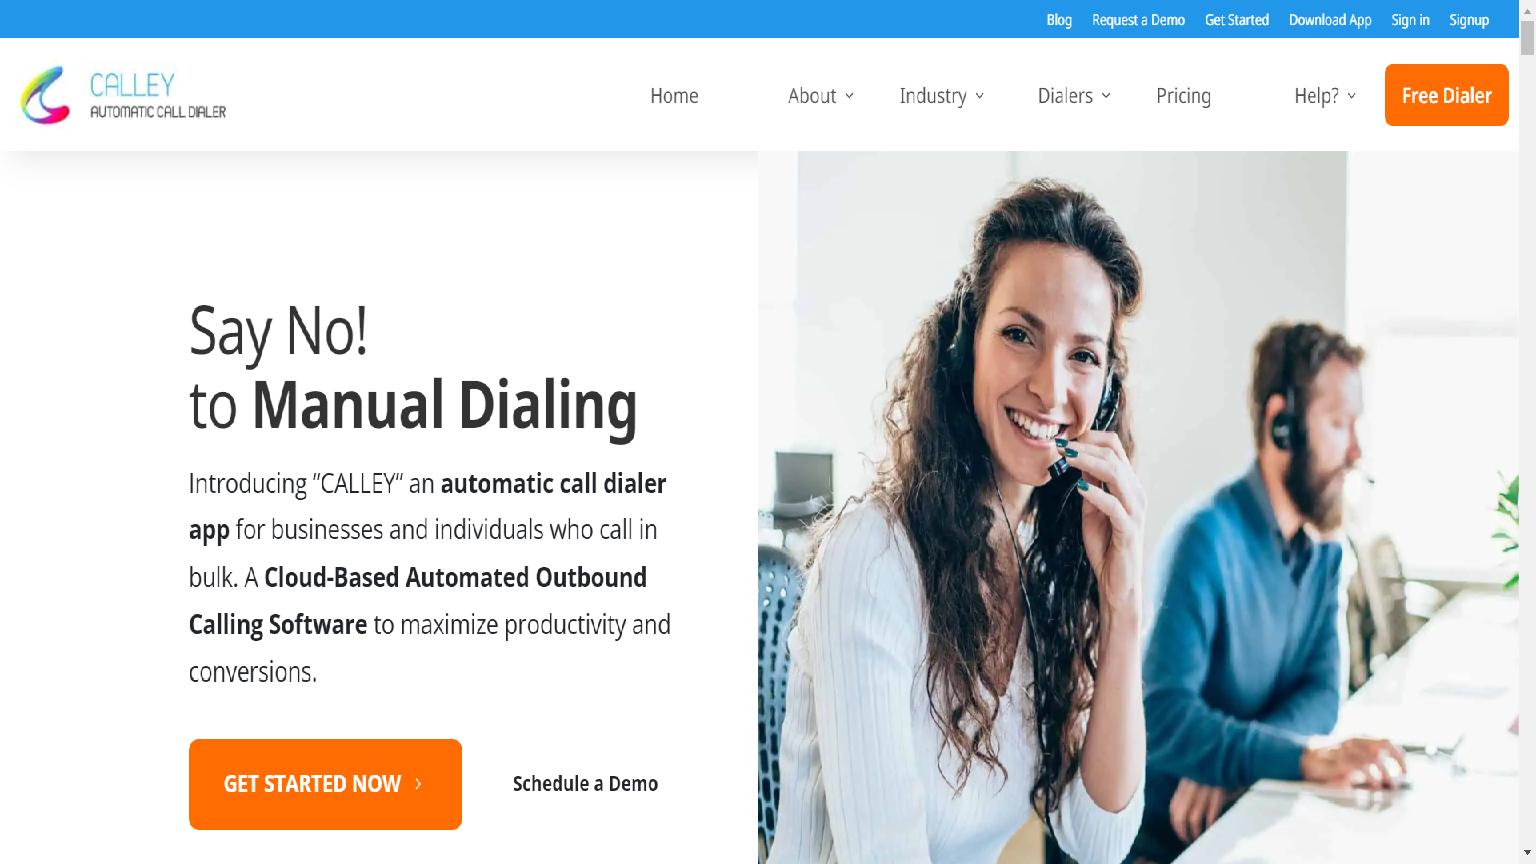 Blog Request a Demo Get Started Download App Sign in Signup
CALLEY
AUTOMATIC CALL DIALER
Home About Industry Dialers Pricing Help? Free Dialer
Say No!
to Manual Dialing
Introducing "CALLEY" an automatic call dialer
app for businesses and individuals who call in
bulk. A Cloud-Based Automated Outbound
Calling Software to maximize productivity and
conversions.
GET STARTED NOW Schedule a Demo